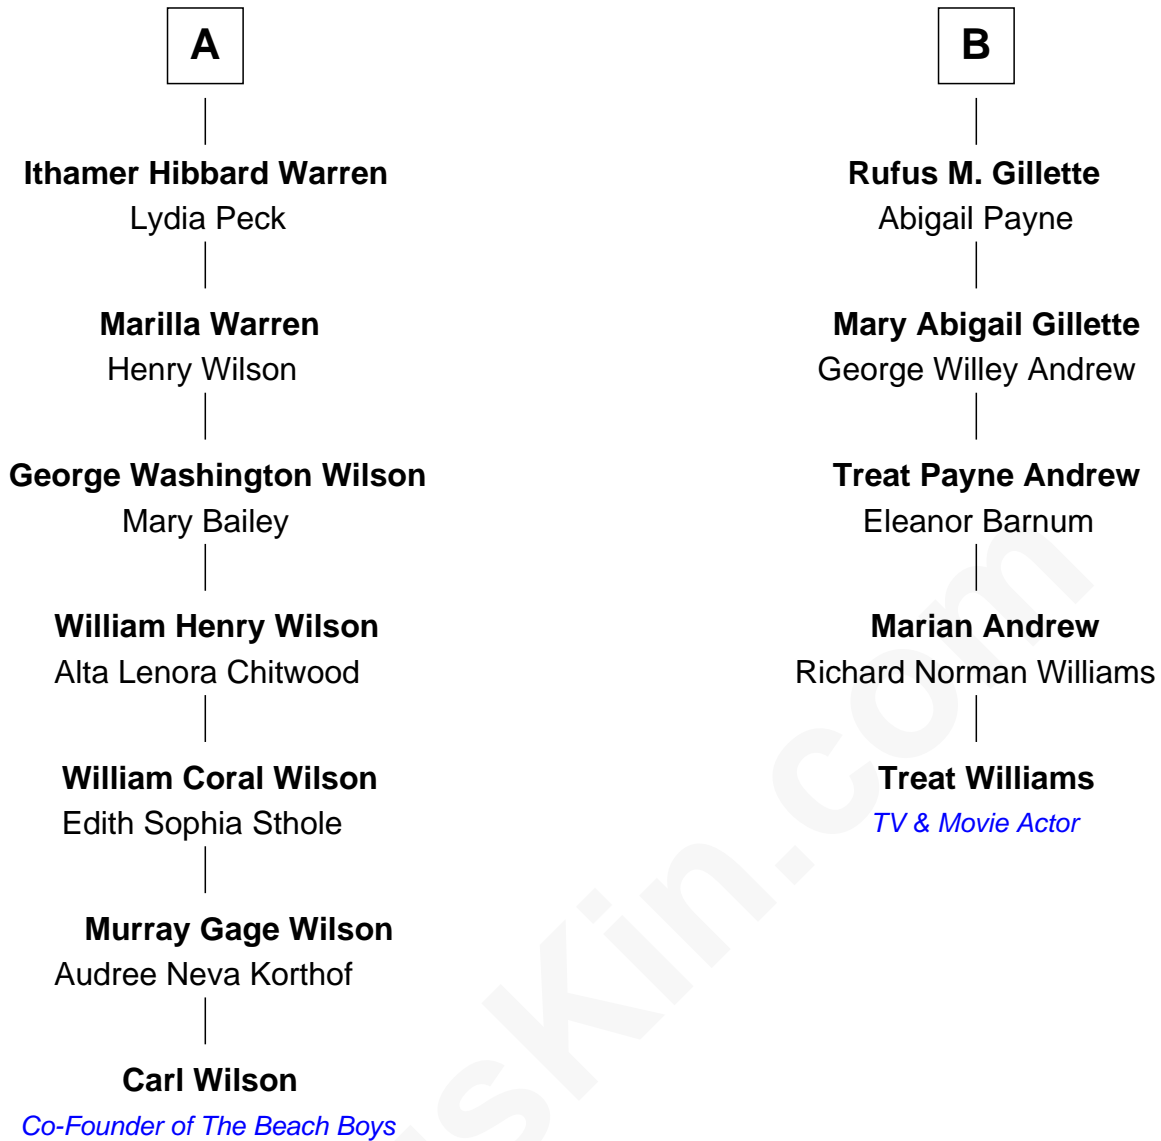 A
Ithamer Hibbard Warren
Lydia Peck
Marilla Warren
Henry Wilson
George Washington Wilson
Mary Bailey
William Henry Wilson
Alta Lenora Chitwood
William Coral Wilson
Edith Sophia Sthole
Murray Gage Wilson
Audree Neva Korthof
Carl Wilson
Co-Founder of The Beach Boys
B
Rufus M. Gillette
Abigail Payne
Mary Abigail Gillette
George Willey Andrew
Treat Payne Andrew
Eleanor Barnum
Marian Andrew
Richard Norman Williams
Treat Williams
TV & Movie Actor
sKin.com